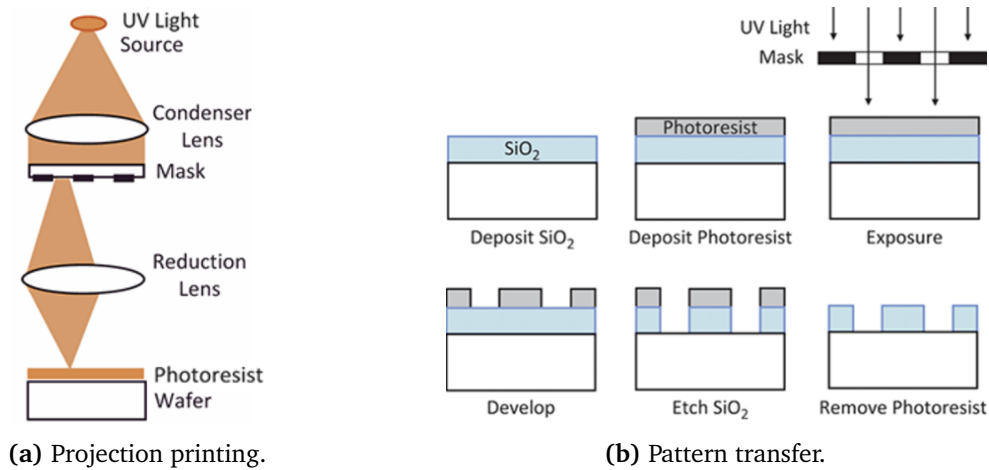 UV Light
Source
Condenser
Lens
Mask
Reduction
Lens
Photoresist
Wafer
(a) Projection printing.
UV Light
Mask
SiO₂
Photoresist
Deposit SiO₂
Deposit Photoresist
Exposure
Develop
Etch SiO₂
Remove Photoresist
(b) Pattern transfer.